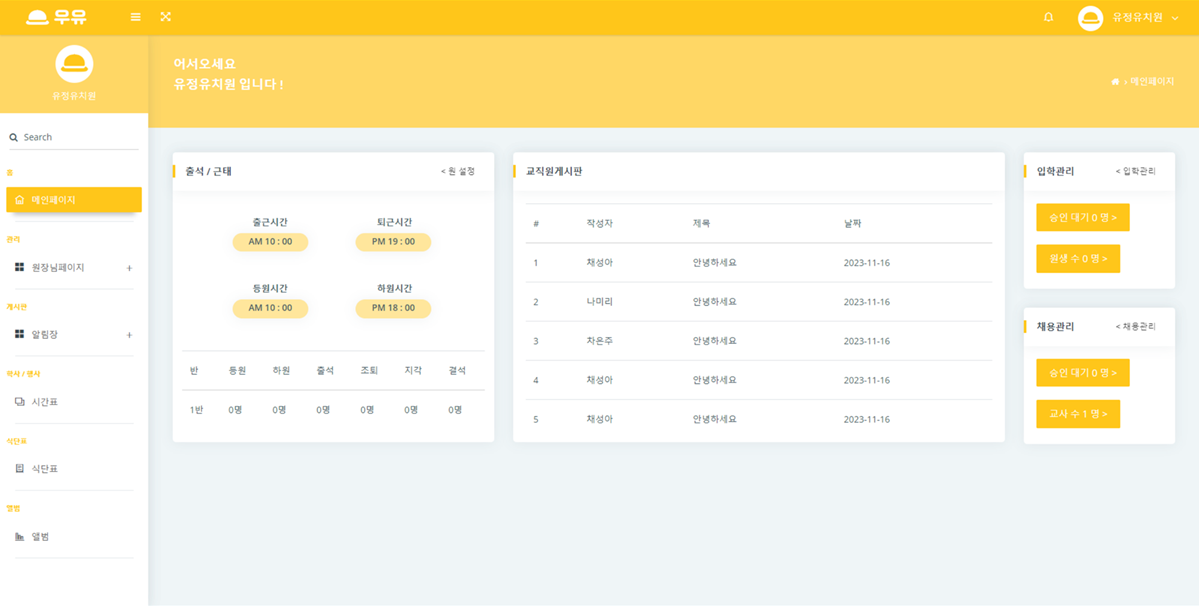 우유
유정유치원
유정유치원
Search
홈
메인페이지
관리
원장님페이지 +
게시판
알림장 +
학사 / 행사
시간표
식단표
식단표
앨범
앨범
어서오세요
유정유치원 입니다 !
› 메인페이지
출석 / 근태
< 원 설정
출근시간 퇴근시간
AM 10 : 00 PM 19 : 00
등원시간 하원시간
AM 10 : 00 PM 18 : 00
반 등원 하원 출석 조퇴 지각 결석
1반 0명 0명 0명 0명 0명 0명
교직원게시판
# 작성자 제목 날짜
1 채성아 안녕하세요 2023-11-16
2 나미리 안녕하세요 2023-11-16
3 차은주 안녕하세요 2023-11-16
4 채성아 안녕하세요 2023-11-16
5 채성아 안녕하세요 2023-11-16
입학관리
< 입학관리
승인 대기 0 명 >
원생 수 0 명 >
채용관리
< 채용관리
승인 대기 0 명 >
교사 수 1 명 >